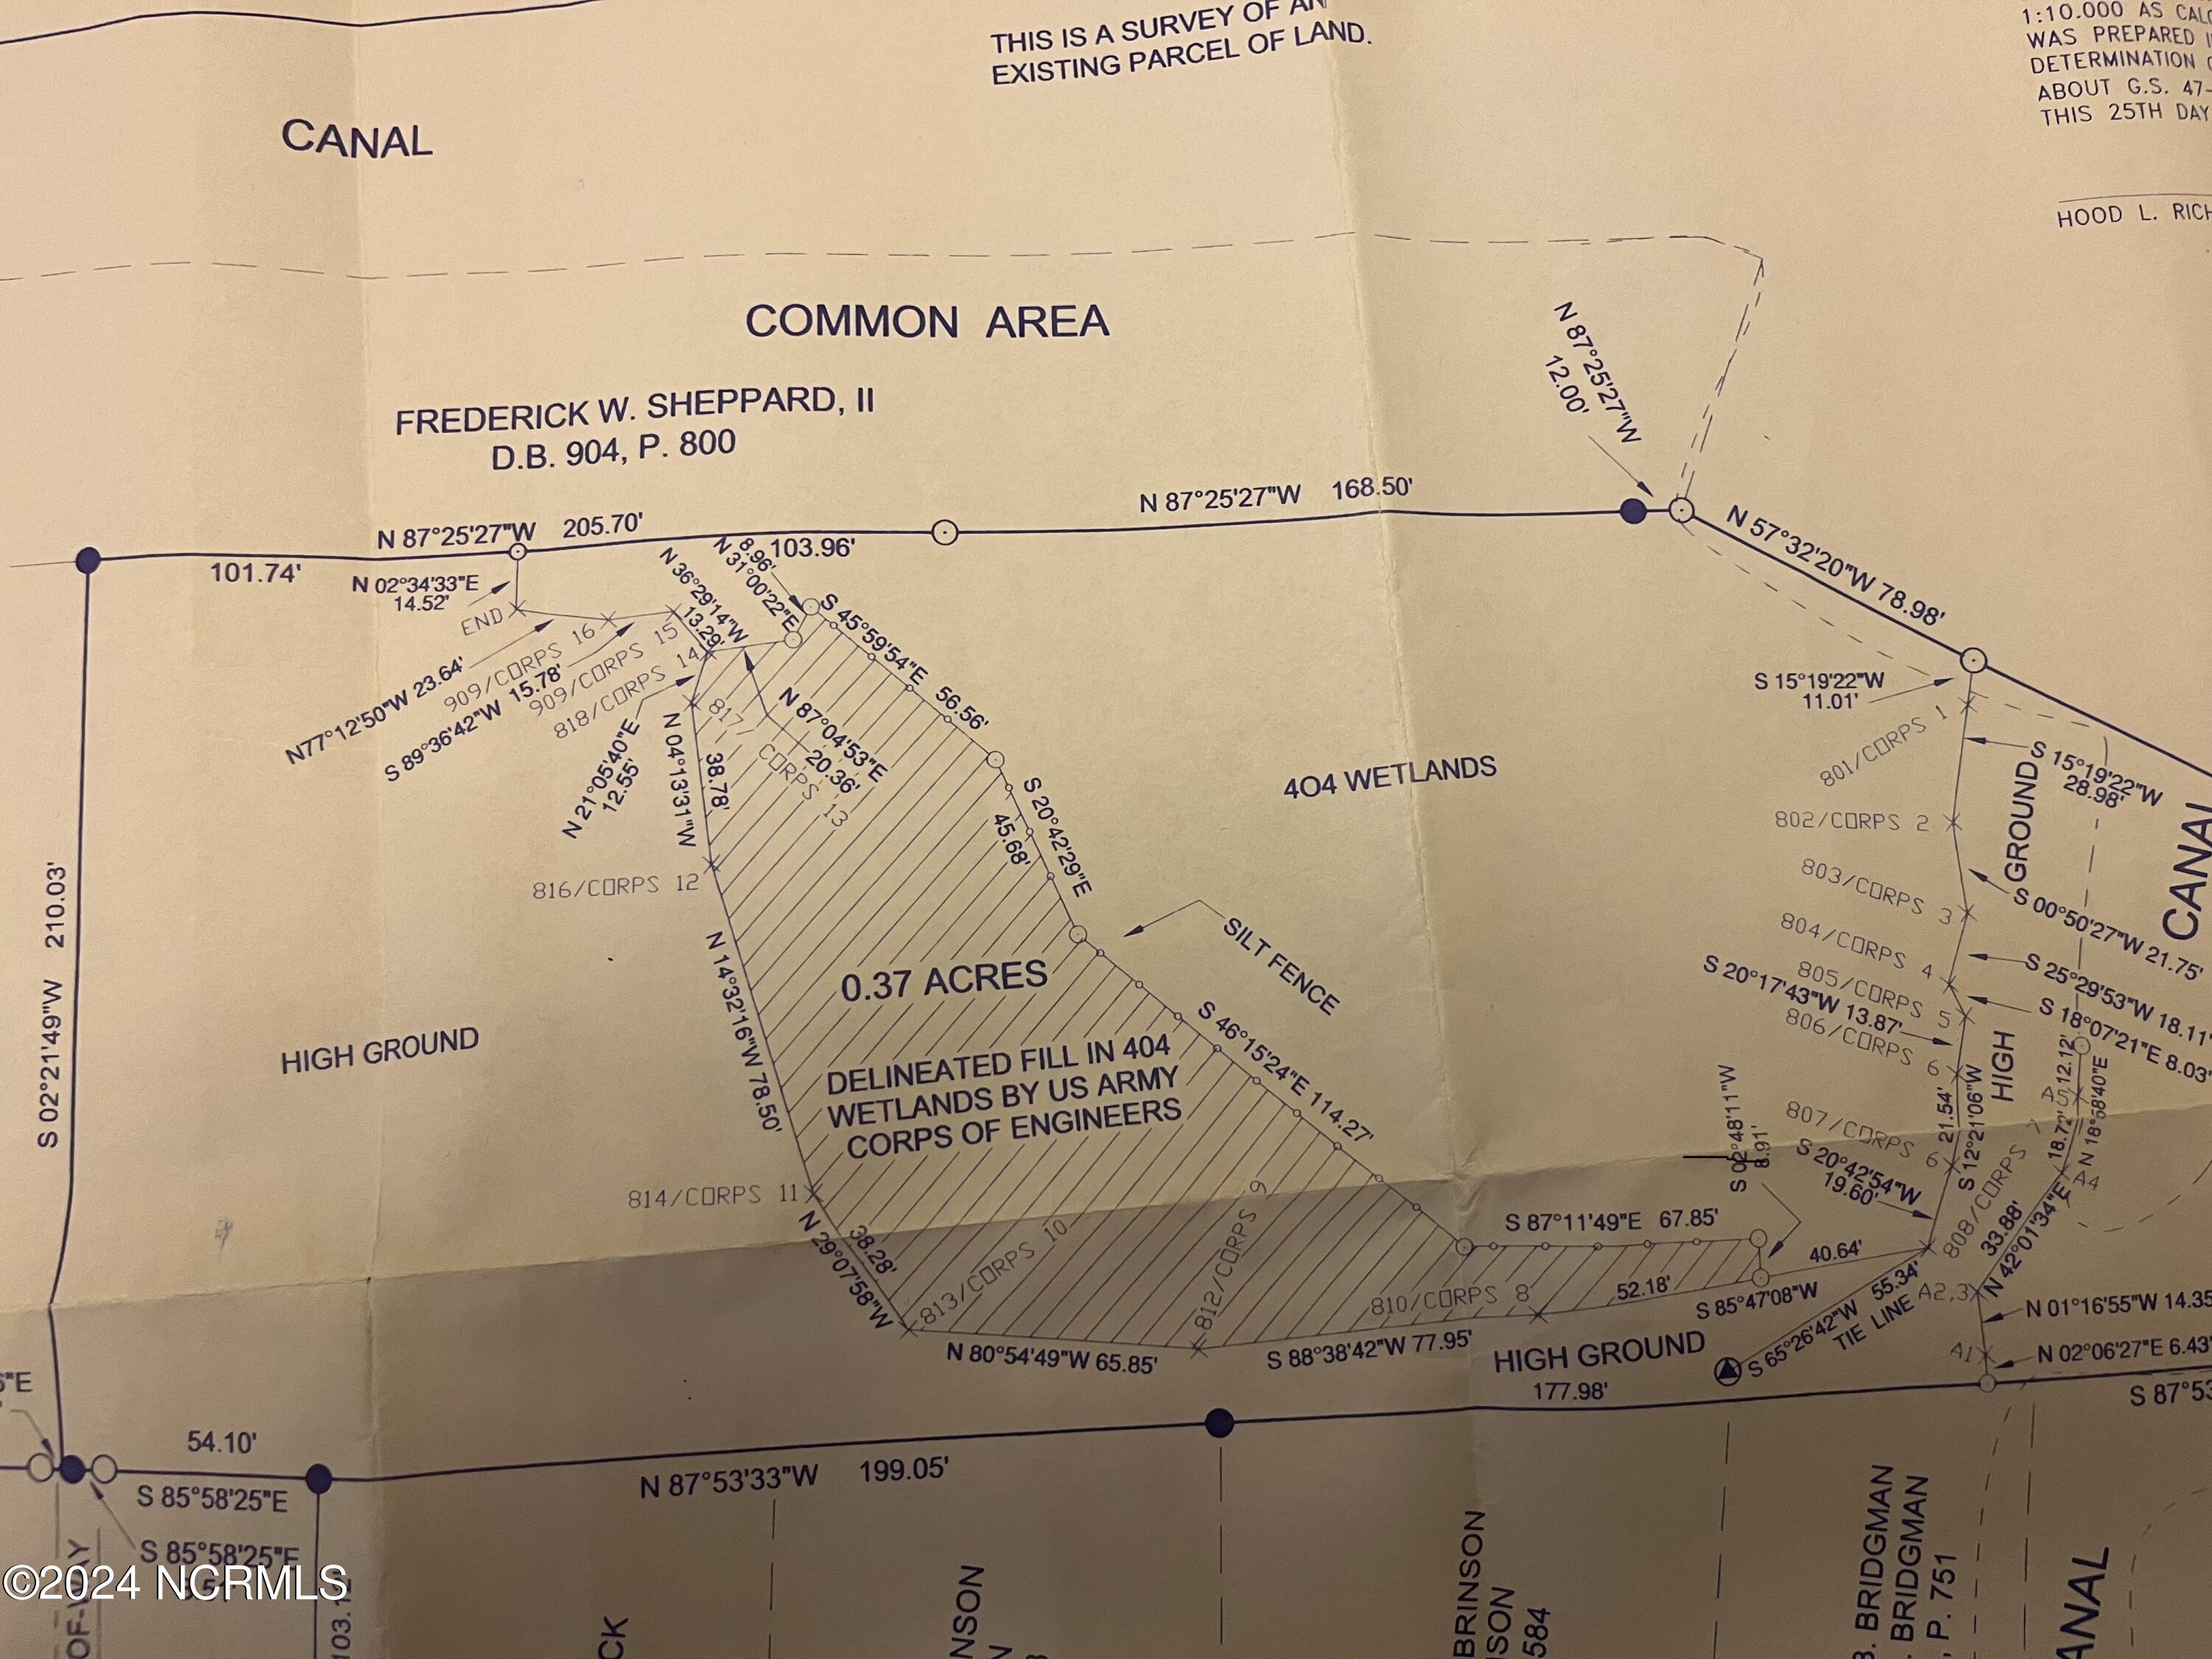 THIS IS A SURVEY OF AN
EXISTING PARCEL OF LAND.
1:10.000 AS
WAS PREPARED
DETERMINATION
ABOUT G.S. 47-
THIS 25TH DAY
HOOD L.
CANAL
COMMON AREA
FREDERICK W. SHEPPARD, II
D.B. 904, P. 800
N 87°25'27"W
12.00'
N 87°25'27"W 168.50'
N 87°25'27"W 205.70'
101.74'
103.96'
N 57°32'20"W 78.98'
N 02°34'33"E
14.52'
END
N 36°29'14"W
13.29'
N 31°00'22"E
8.96'
S 45°59'54"E 56.56'
N77°12'50"W 23.64'
909/CORPS 16
S 89°36'42"W 15.78'
909/CORPS 15
818/CORPS 14
N 21°05'40"E
12.55'
817/CORPS 13
N 87°04'53"E
20.36'
N 04°13'31"W
38.78'
816/CORPS 12
S 20°42'29"E
45.68'
404 WETLANDS
SILT FENCE
S 15°19'22"W
11.01'
801/CORPS 1
S 15°19'22"W
28.98'
802/CORPS 2
803/CORPS 3
S 00°50'27"W 21.75'
804/CORPS 4
S 25°29'53"W 18.11'
805/CORPS 5
S 18°07'21"E 8.03'
S 20°17'43"W 13.87'
806/CORPS 6
HIGH GROUND
CANAL
S 02°21'49"W 210.03'
HIGH GROUND
N 14°32'16"W 78.50'
0.37 ACRES
DELINEATED FILL IN 404
WETLANDS BY US ARMY
CORPS OF ENGINEERS
S 46°15'24"E 114.27'
814/CORPS 11
N 29°07'58"W
38.28'
813/CORPS 10
812/CORPS 9
N 80°54'49"W 65.85'
S 88°38'42"W 77.95'
810/CORPS 8
S 87°11'49"E 67.85'
52.18'
S 85°47'08"W
40.64'
S 02°48'11"W
8.91'
807/CORPS 6
21.54'
S 12°21'06"W
S 20°42'54"W
19.60'
808/CORPS 7
12.12'
A5
18.72'
N 18°58'40"E
A4
33.88'
N 42°01'34"E
A2,3
N 01°16'55"W 14.35
A1
N 02°06'27"E 6.43'
S 65°26'42"W 55.34'
TIE LINE
HIGH GROUND
177.98'
S 87°53
54.10'
S 85°58'25"E
S 85°58'25"E
N 87°53'33"W 199.05'
OF-WAY
BRINSON
584
BRIDGMAN
BRIDGMAN
P. 751
©2024 NCRMLS